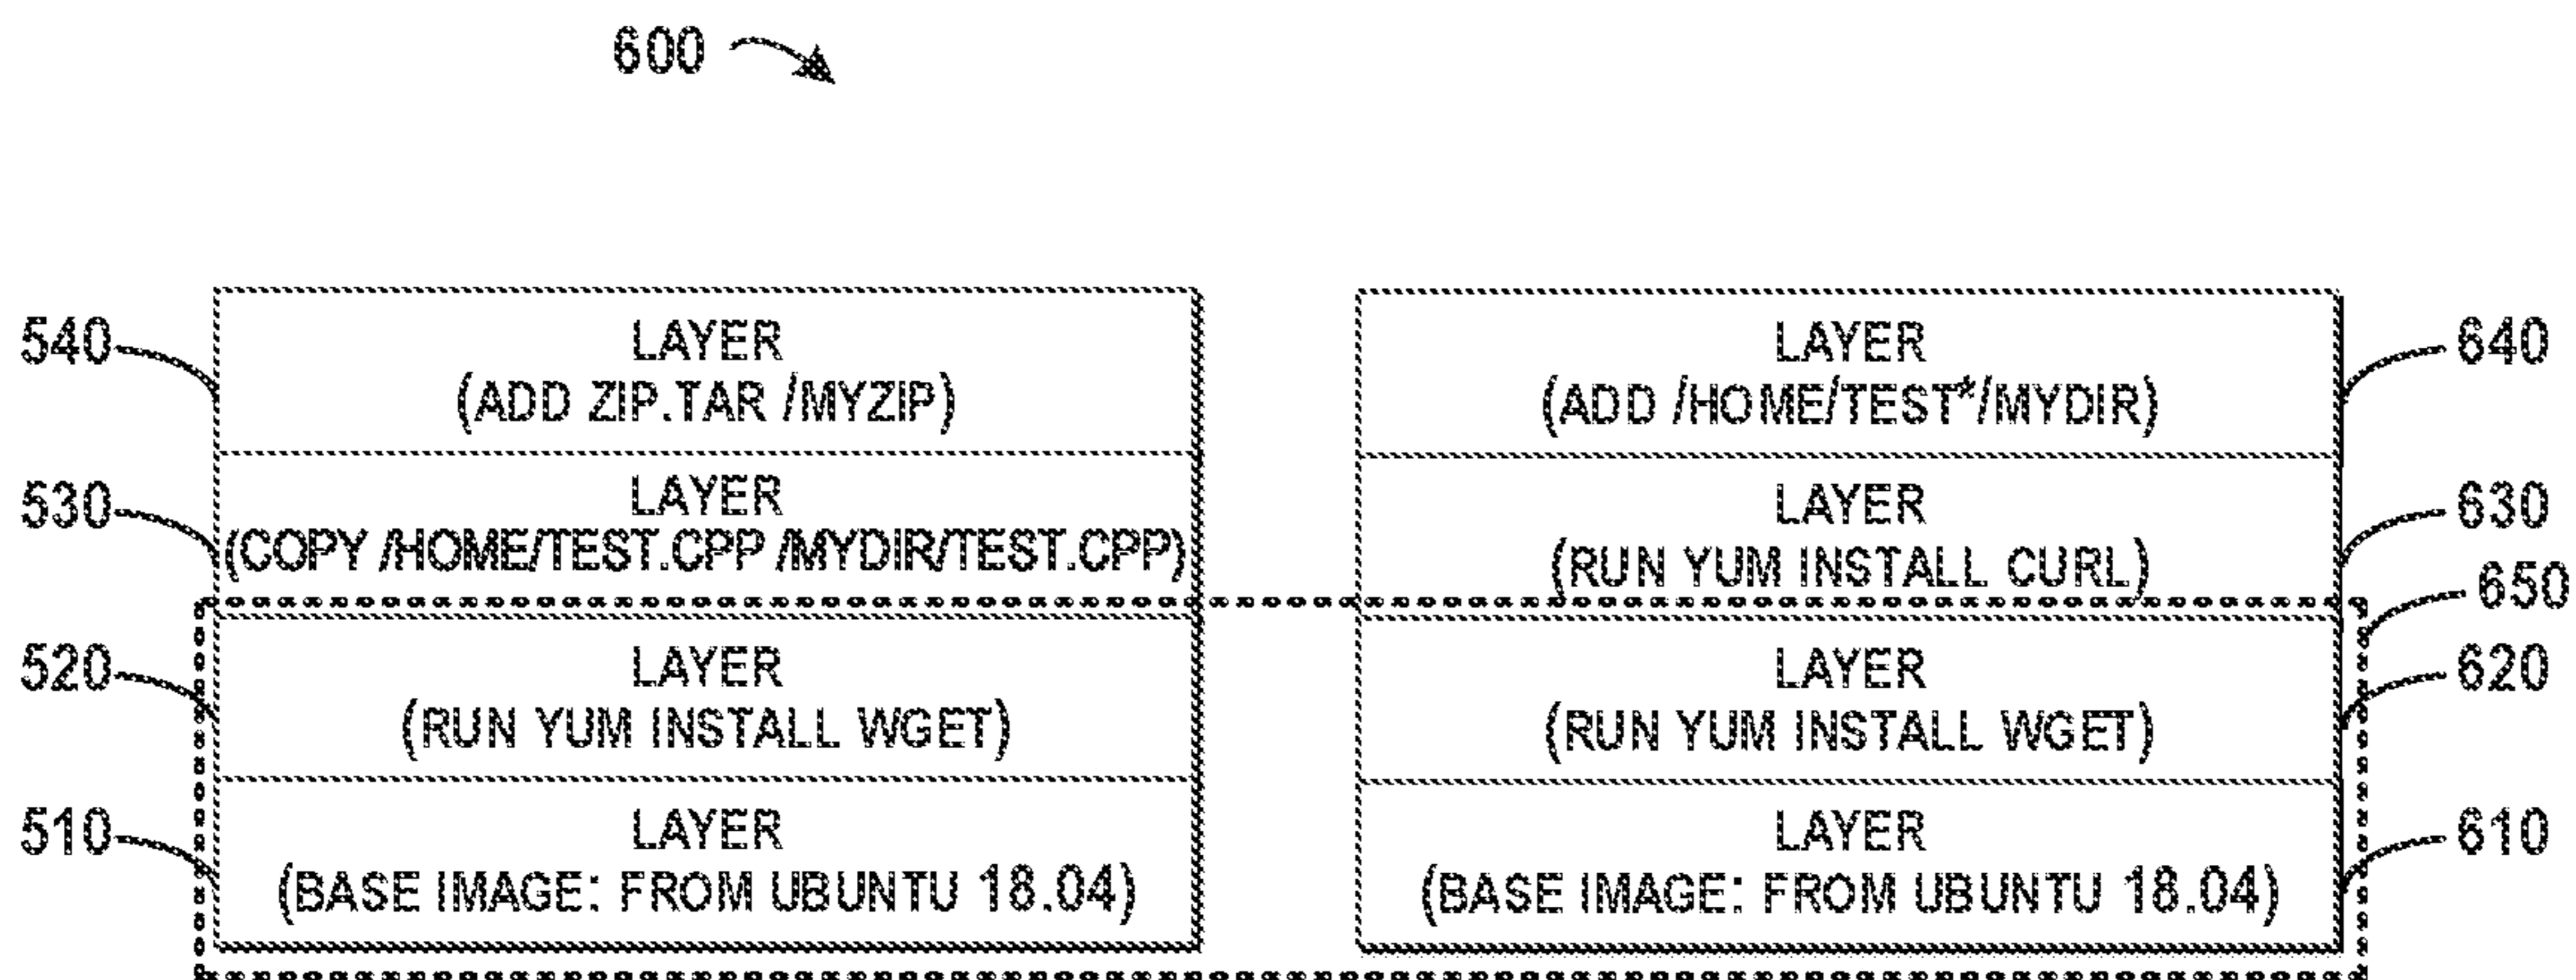 600
540
LAYER
(ADD ZIP.TAR /MYZIP)
LAYER
(ADD /HOME/TEST*/MYDIR)
640
530
LAYER
(COPY /HOME/TEST.CPP /MYDIR/TEST.CPP)
LAYER
(RUN YUM INSTALL CURL)
630
650
520
LAYER
(RUN YUM INSTALL WGET)
LAYER
(RUN YUM INSTALL WGET)
620
510
LAYER
(BASE IMAGE: FROM UBUNTU 18.04)
LAYER
(BASE IMAGE: FROM UBUNTU 18.04)
610